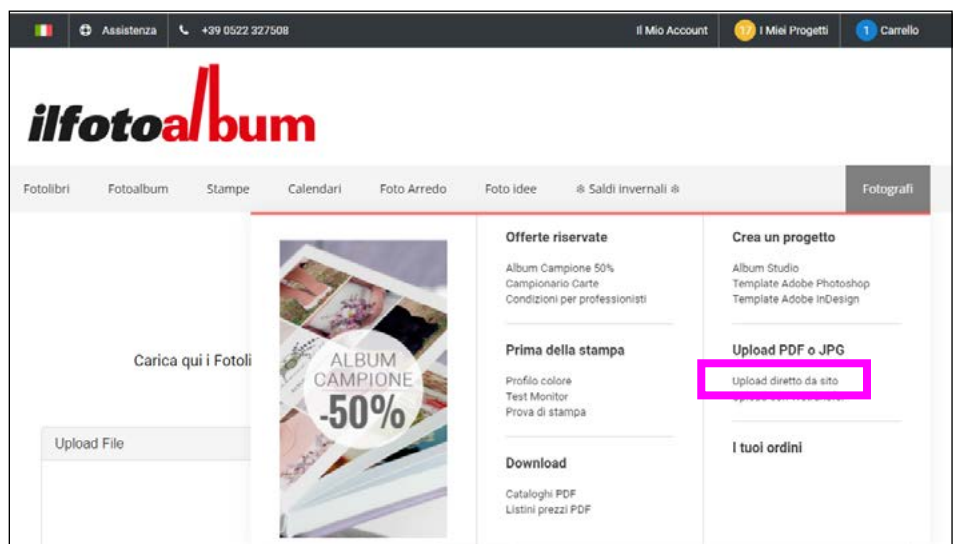 Assistenza +39 0522 327508 Il Mio Account 17 I Miei Progetti 1 Carrello
ilfotoalbum
Fotolibri Fotoalbum Stampe Calendari Foto Arredo Foto idee ❄ Saldi invernali ❄ Fotografi
Carica qui i Fotoli
Upload File
ALBUM
CAMPIONE
-50%
Offerte riservate
Album Campione 50%
Campionario Carte
Condizioni per professionisti
Prima della stampa
Profilo colore
Test Monitor
Prova di stampa
Download
Cataloghi PDF
Listini prezzi PDF
Crea un progetto
Album Studio
Template Adobe Photoshop
Template Adobe InDesign
Upload PDF o JPG
Upload diretto da sito
I tuoi ordini